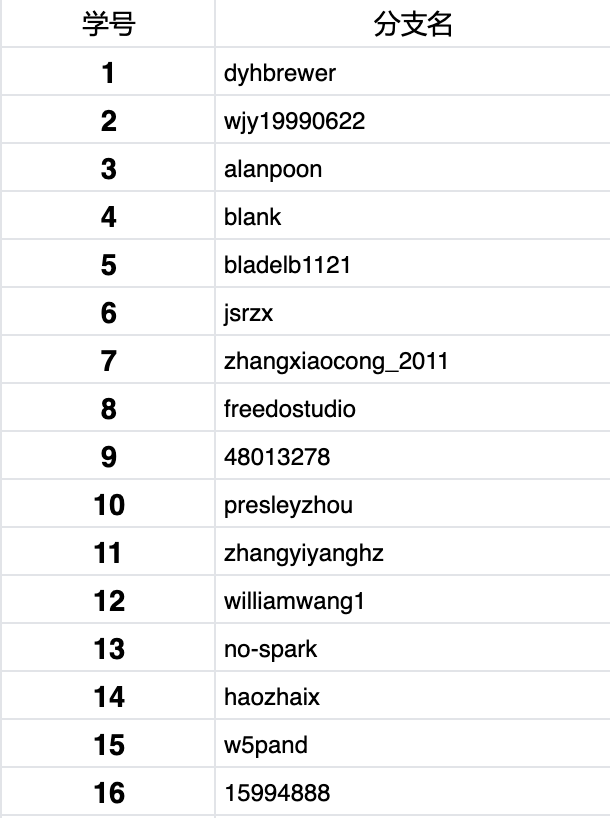 学号 分支名
1 dyhbrewer
2 wjy19990622
3 alanpoon
4 blank
5 bladelb1121
6 jsrzx
7 zhangxiaocong_2011
8 freedostudio
9 48013278
10 presleyzhou
11 zhangyiyanghz
12 williamwang1
13 no-spark
14 haozhaix
15 w5pand
16 15994888